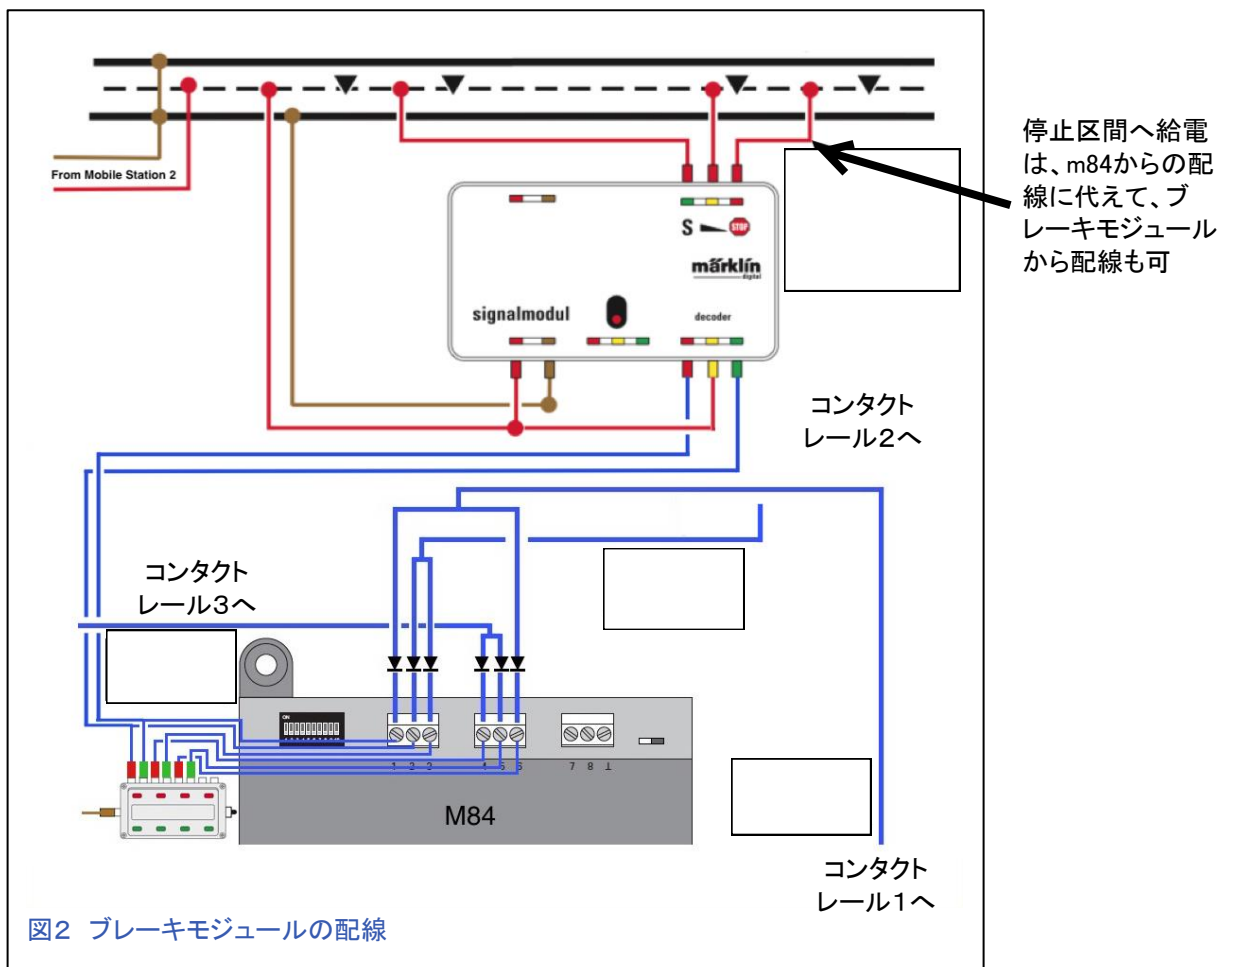 From Mobile Station 2
停止区間へ給電
は、m84からの配
線に代えて、ブ
レーキモジュール
から配線も可
S STOP
märklin
digital
signalmodul
decoder
コンタクト
レール2へ
コンタクト
レール3へ
ON
1 2 3 4 5 6 7 8 ⊥
M84
コンタクト
レール1へ
図2 ブレーキモジュールの配線